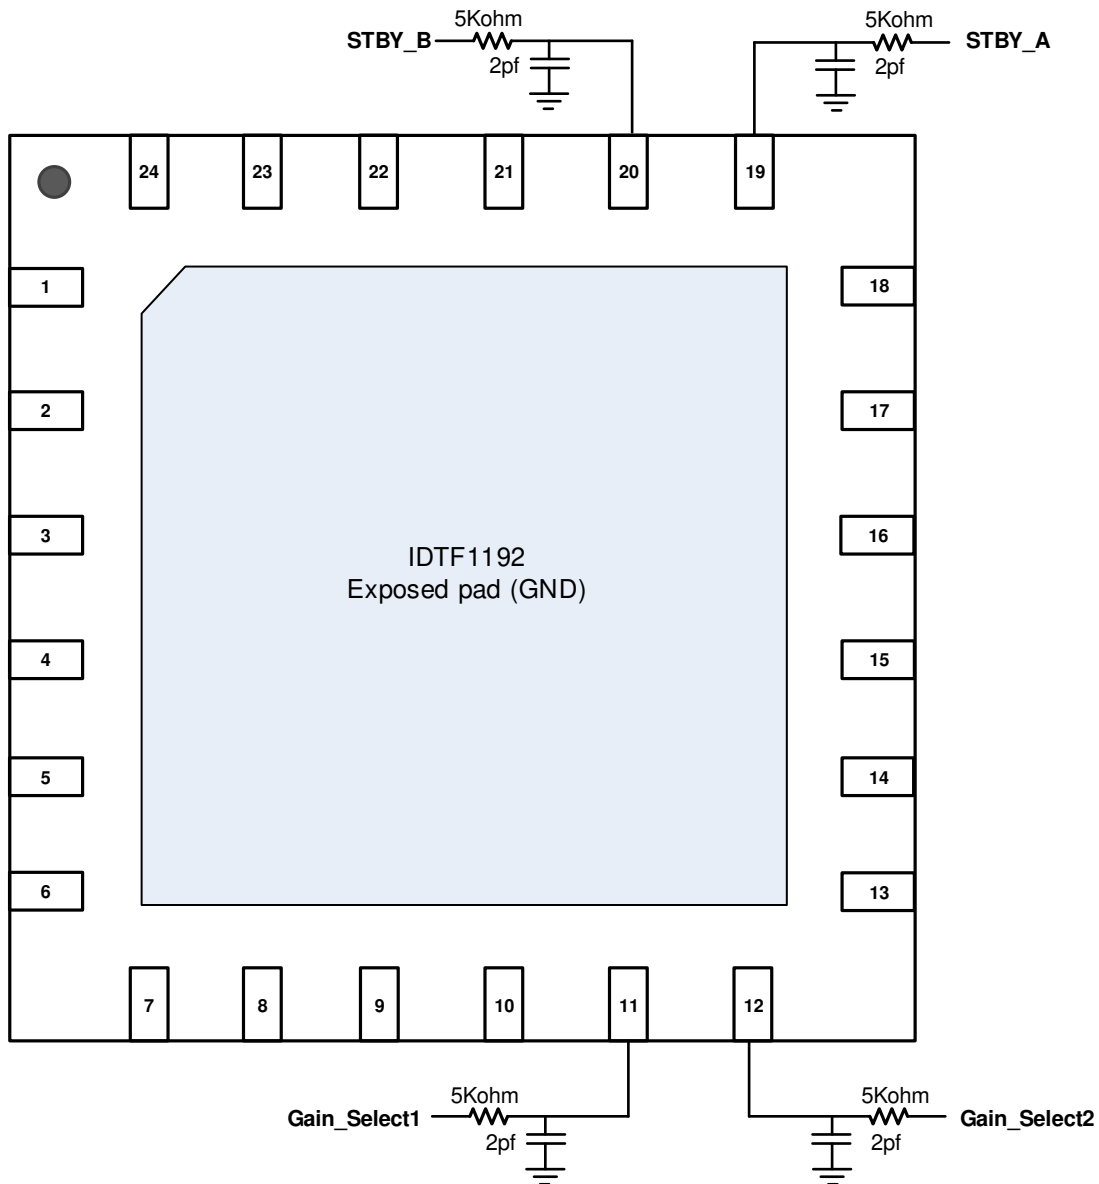 5Kohm
5Kohm
STBY_B
STBY_A
2pf
2pf
24
23
22
21
20
19
1
18
2
17
3
16
IDTF1192
Exposed pad (GND)
4
15
5
14
6
13
7
8
9
10
11
12
5Kohm
5Kohm
Gain_Select1
Gain_Select2
2pf
2pf